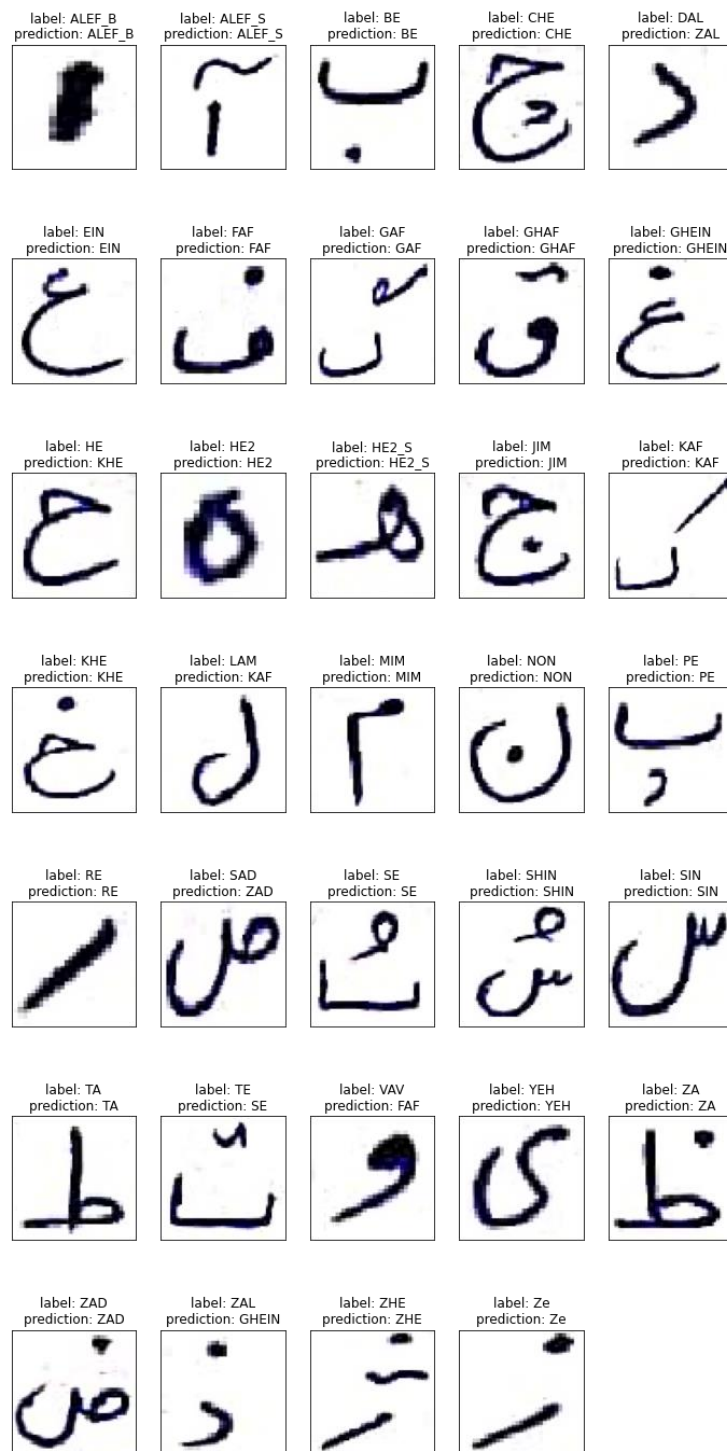 label: ALEF_B label: ALEF_S label: BE label: CHE label: DAL
prediction: ALEF_B prediction: ALEF_S prediction: BE prediction: CHE prediction: ZAL
ا آ ب چ د
label: EIN label: FAF label: GAF label: GHAF label: GHEIN
prediction: EIN prediction: FAF prediction: GAF prediction: GHAF prediction: GHEIN
ع ف گ ق غ
label: HE label: HE2 label: HE2_S label: JIM label: KAF
prediction: KHE prediction: HE2 prediction: HE2_S prediction: JIM prediction: KAF
ح ه هـ ج ک
label: KHE label: LAM label: MIM label: NON label: PE
prediction: KHE prediction: KAF prediction: MIM prediction: NON prediction: PE
خ ل م ن پ
label: RE label: SAD label: SE label: SHIN label: SIN
prediction: RE prediction: ZAD prediction: SE prediction: SHIN prediction: SIN
ر ص ث ش س
label: TA label: TE label: VAV label: YEH label: ZA
prediction: TA prediction: SE prediction: FAF prediction: YEH prediction: ZA
ط ت و ی ظ
label: ZAD label: ZAL label: ZHE label: Ze
prediction: ZAD prediction: GHEIN prediction: ZHE prediction: Ze
ض ذ ژ ز